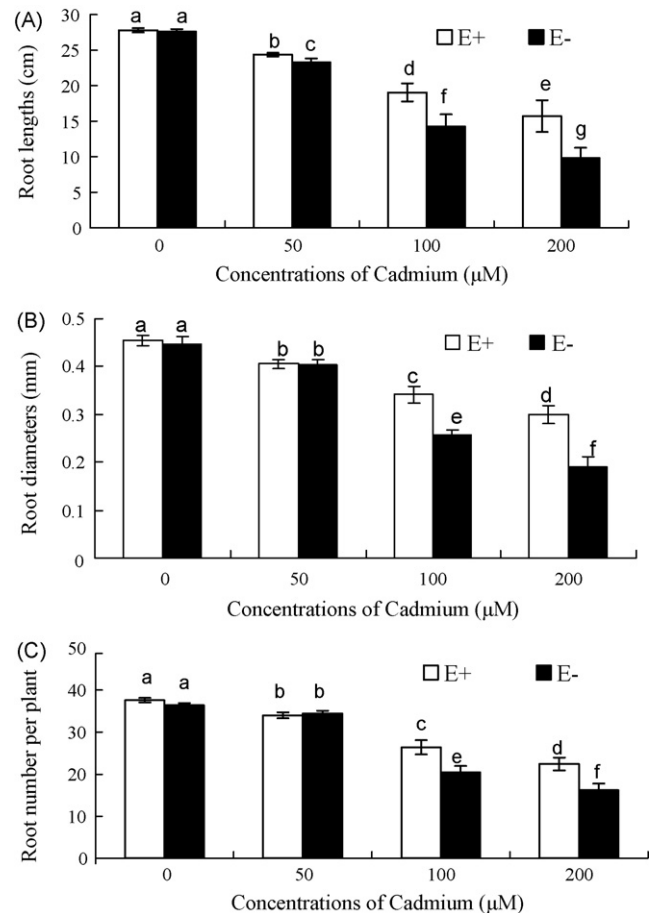 (A)
30
25
20
15
10
5
0
Root lengths (cm)
a a b c d f e g
E+ E-
0 50 100 200
Concentrations of Cadmium (μM)
(B)
0.5
0.4
0.3
0.2
0.1
0
Root diameters (mm)
a a b b c e d f
E+ E-
0 50 100 200
Concentrations of Cadmium (μM)
(C)
50
40
30
20
10
0
Root number per plant
a a b b c e d f
E+ E-
0 50 100 200
Concentrations of Cadmium (μM)